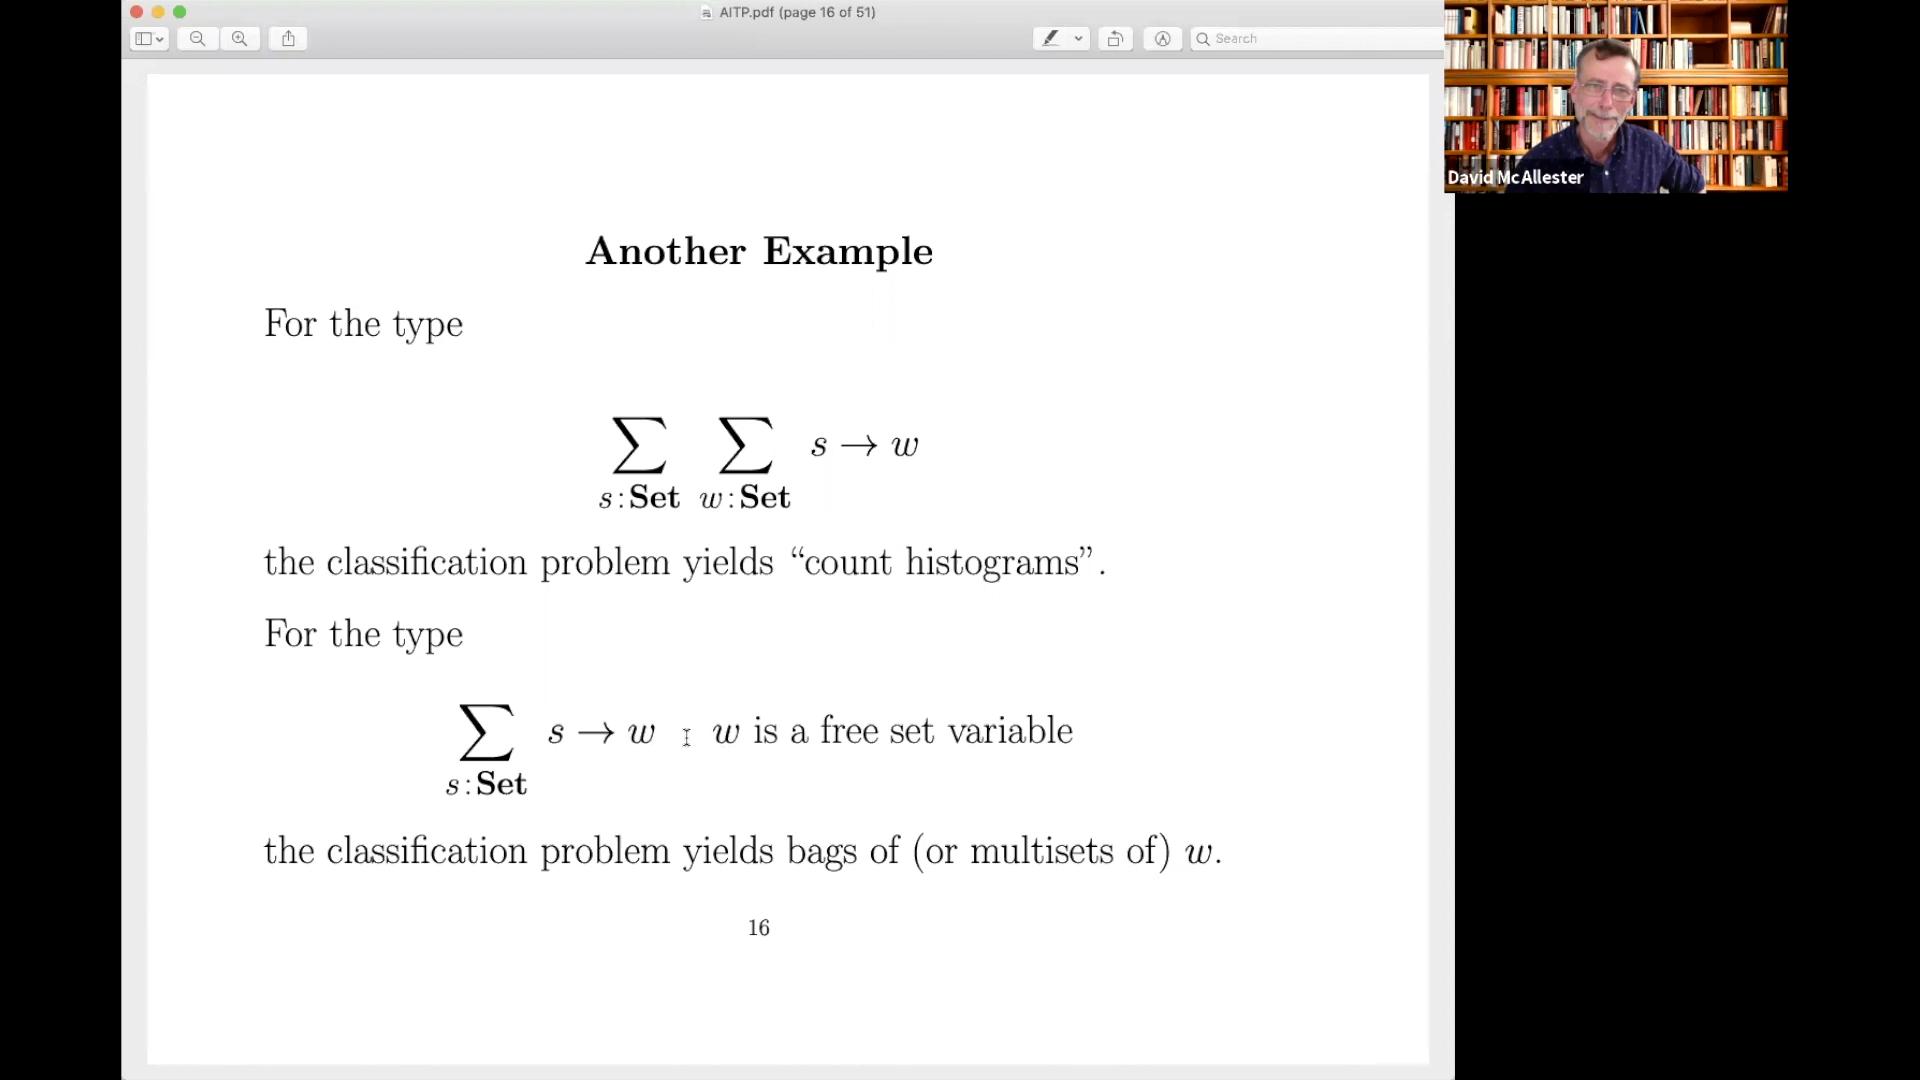 AITP.pdf (page 16 of 51)
Search
David McAllester
Another Example
For the type
∑ ∑ s → w
s : Set w : Set
the classification problem yields “count histograms”.
For the type
∑ s → w w is a free set variable
s : Set
the classification problem yields bags of (or multisets of) w.
16